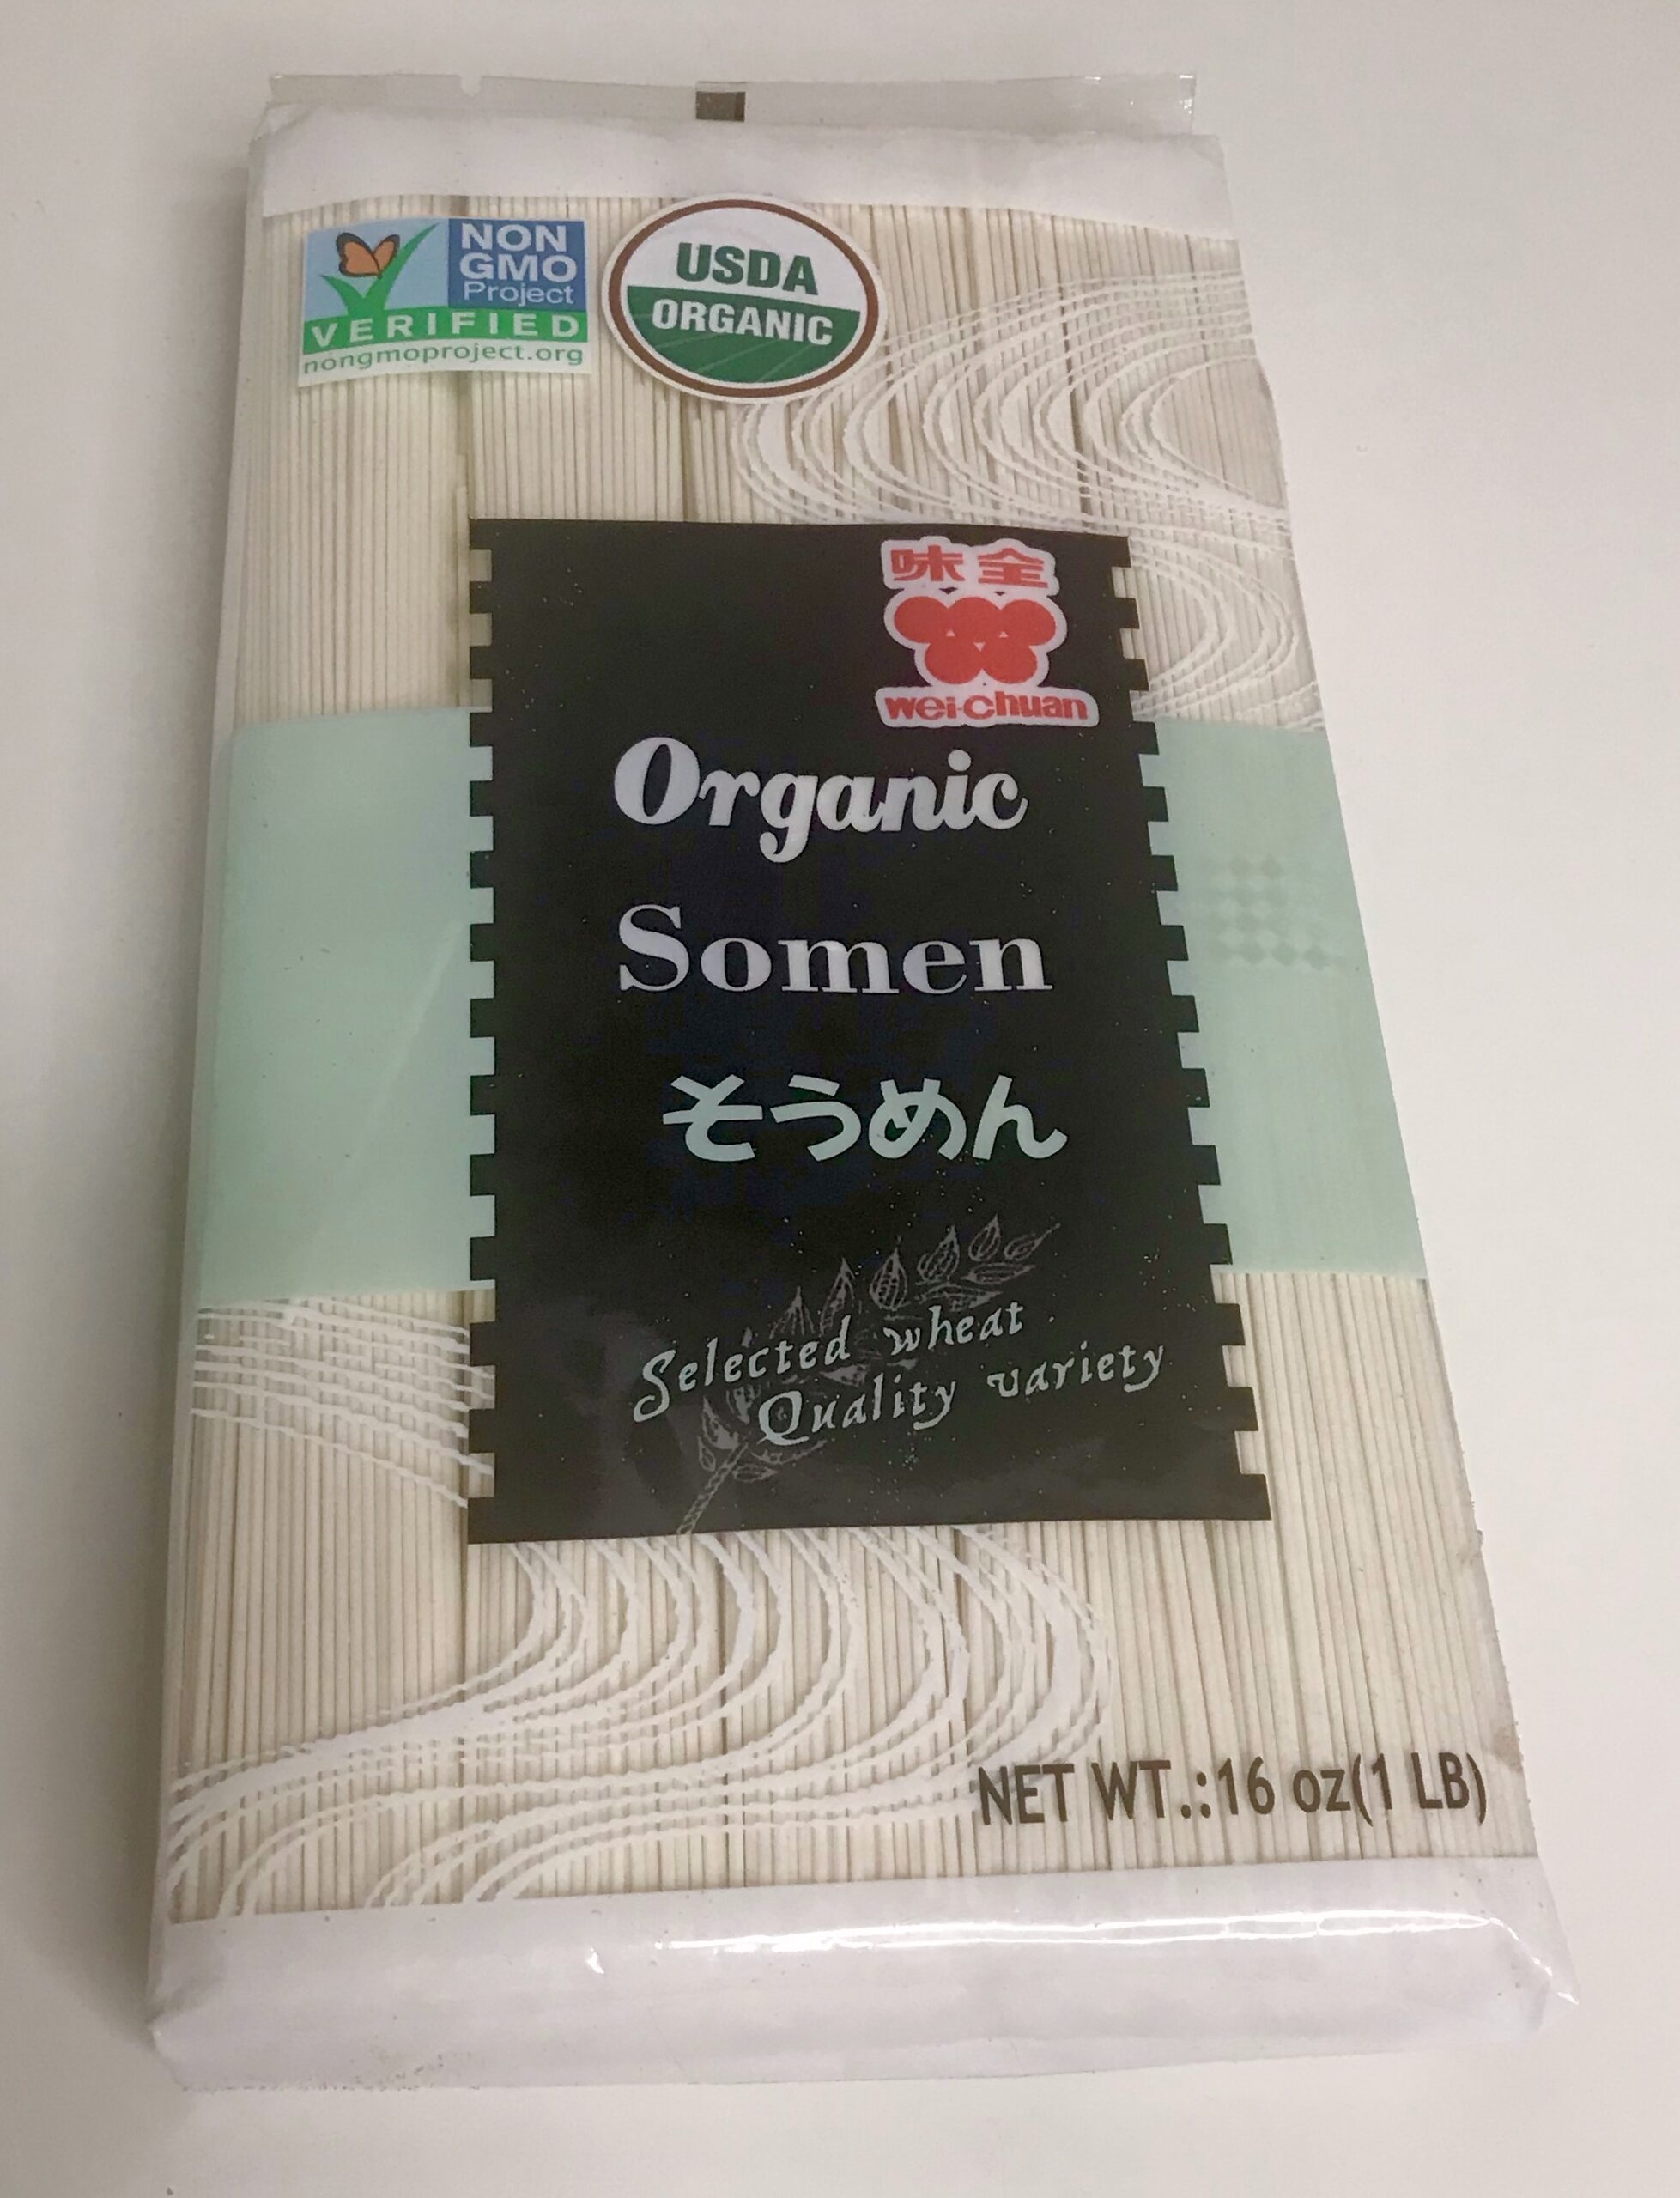 NON
GMO
Project
VERIFIED
nongmoproject.org
USDA
ORGANIC
味全
wei-chuan
Organic
Somen
そうめん
Selected wheat
Quality variety
NET WT.:16 oz(1 LB)